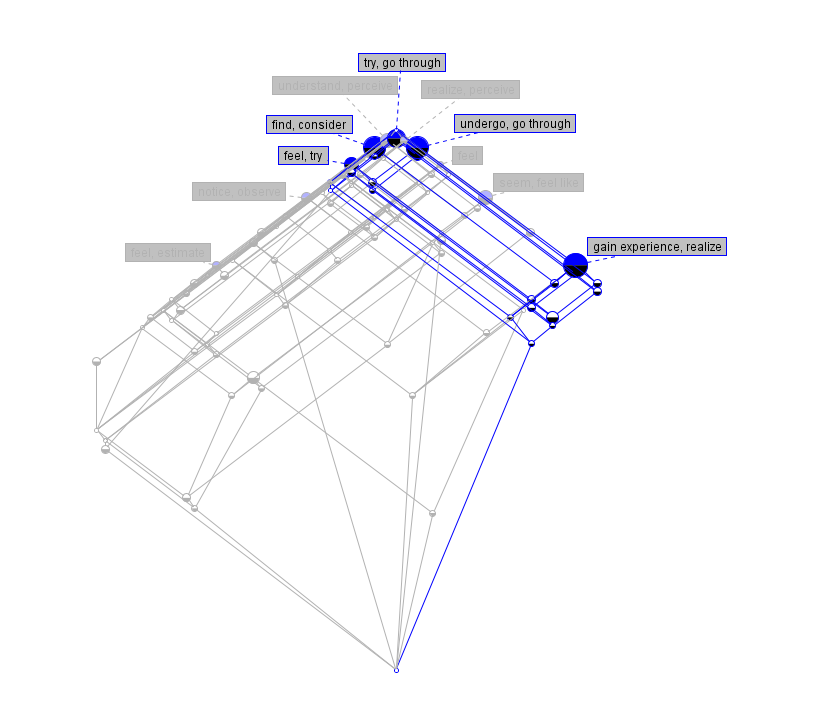 try, go through
understand, perceive
realize, perceive
find, consider
undergo, go through
feel, try
feel
notice, observe
seem, feel like
gain experience, realize
feel, estimate